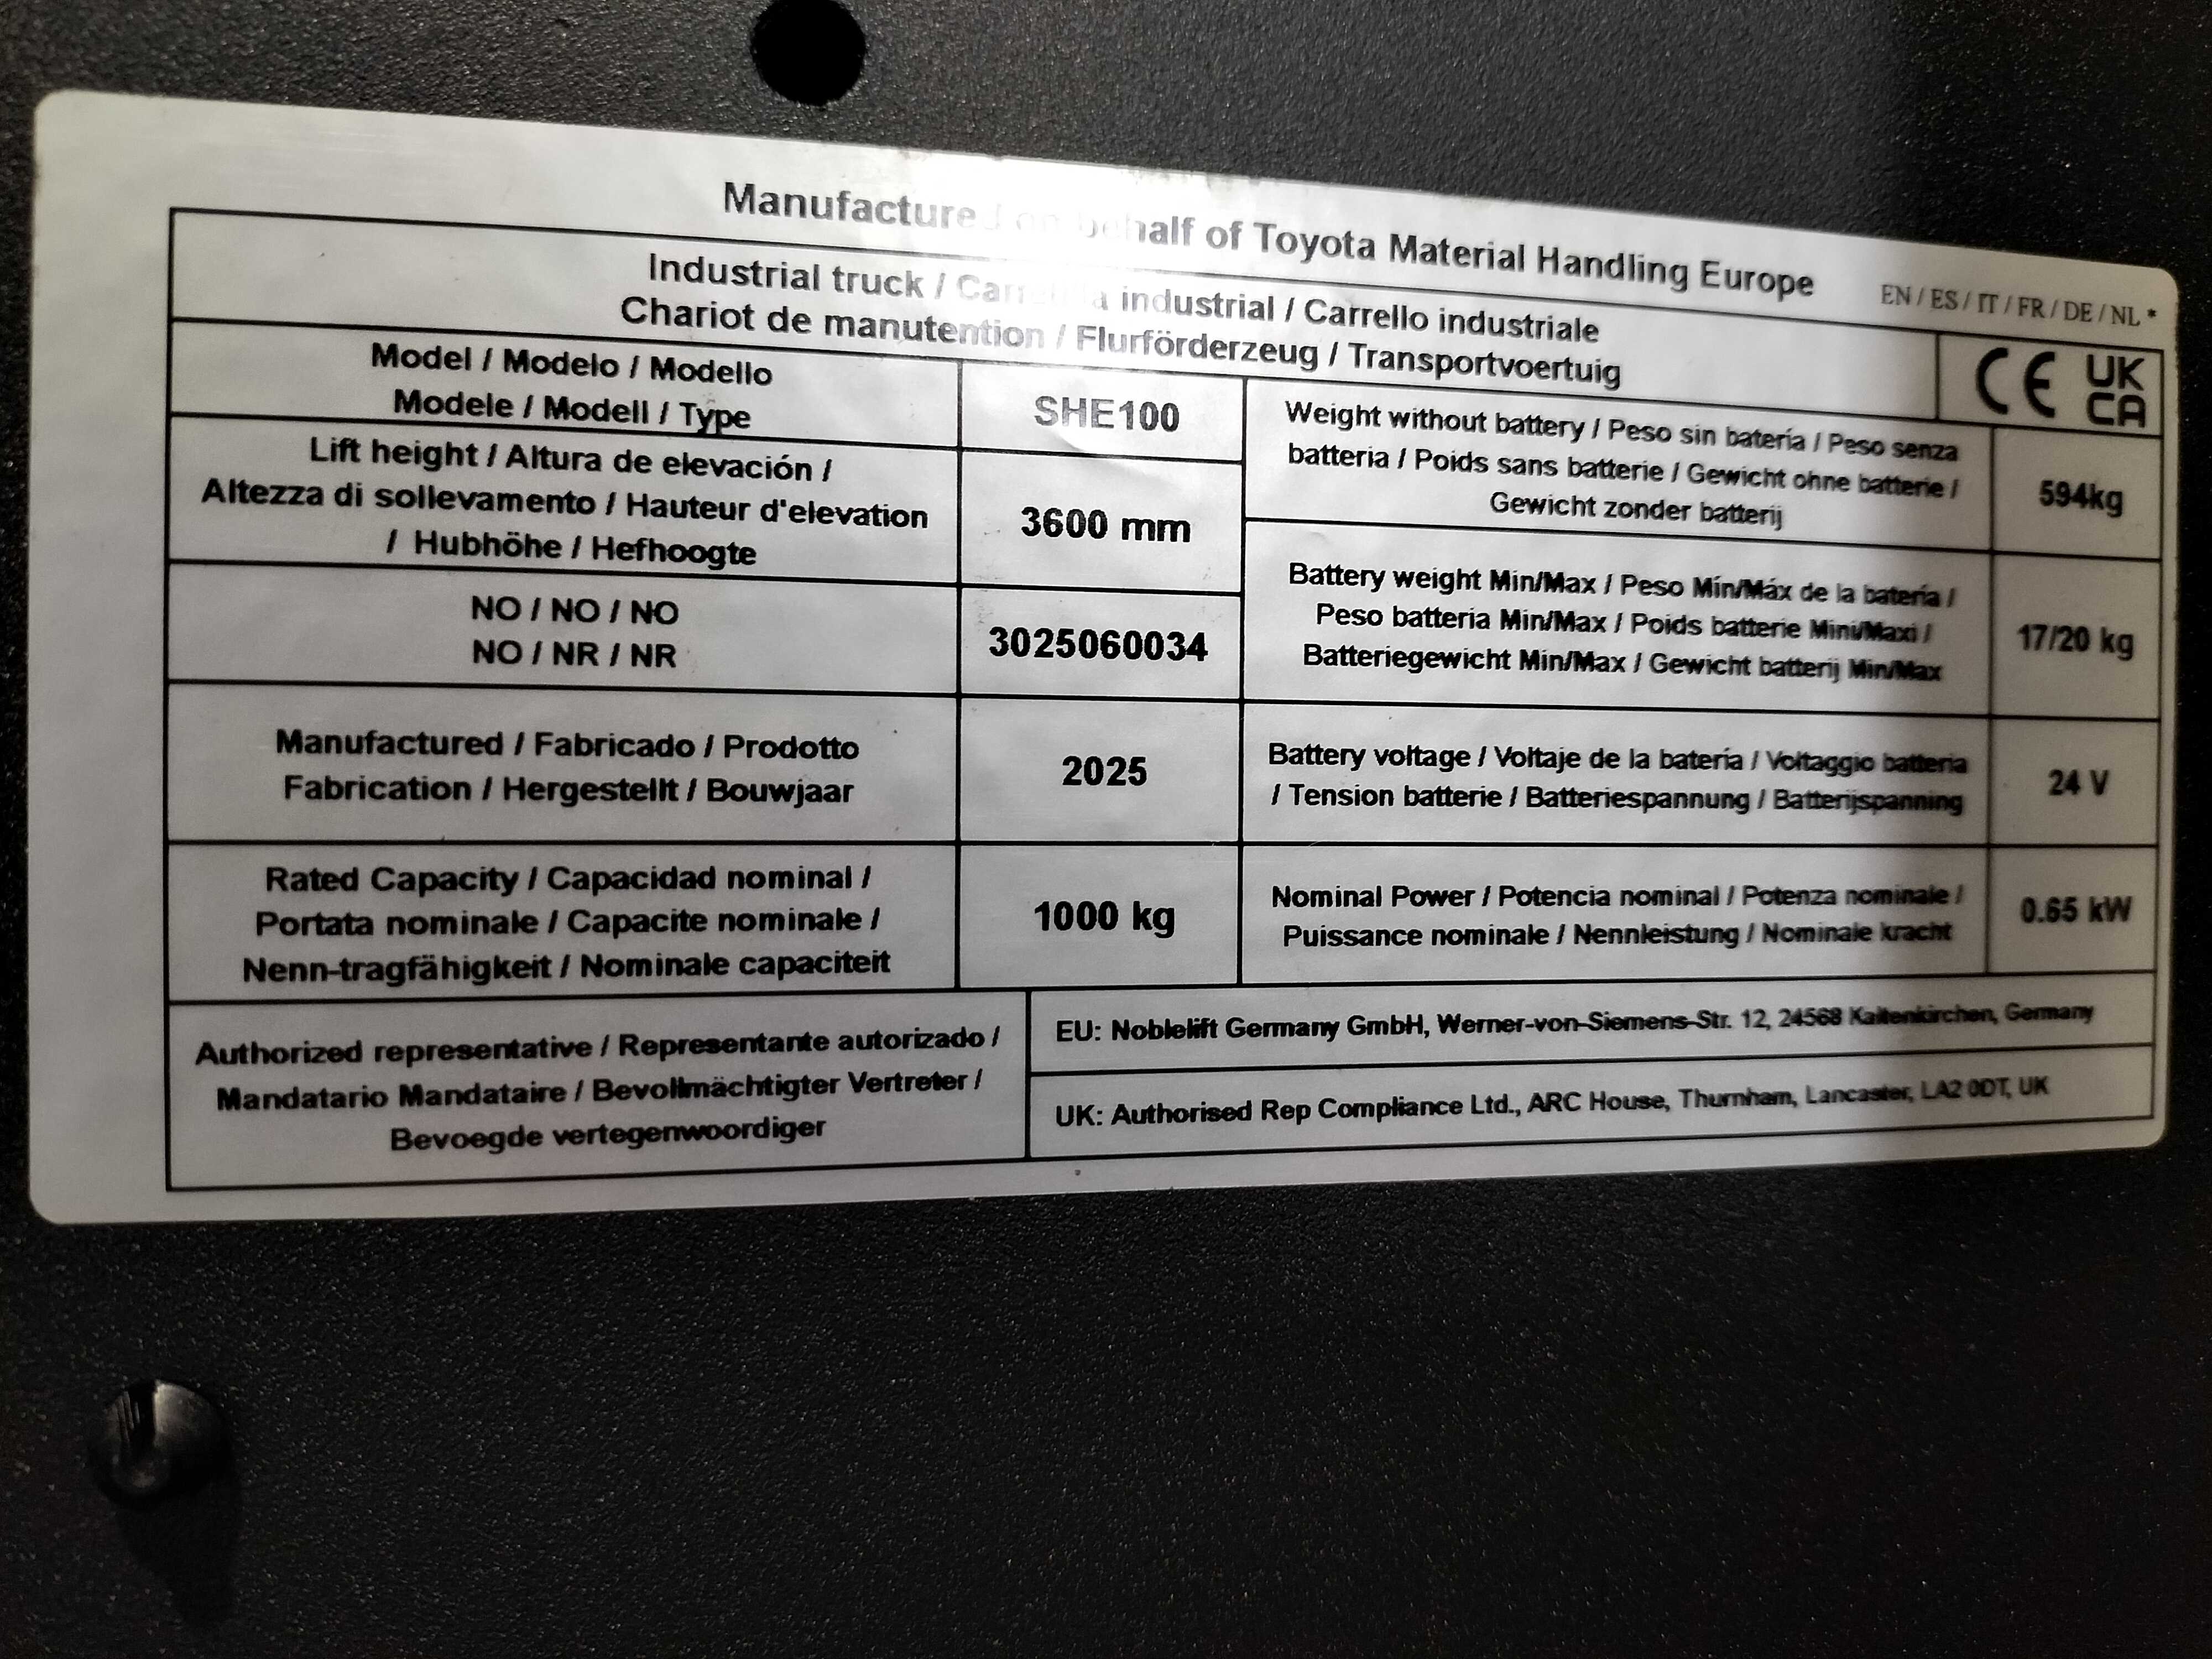 Manufactured on behalf of Toyota Material Handling Europe
EN / ES / IT / FR / DE / NL *
Industrial truck / Carretilla industrial / Carrello industriale
Chariot de manutention / Flurförderzeug / Transportvoertuig
CE UK
CA
Model / Modelo / Modello
Modele / Modell / Type
SHE100
Weight without battery / Peso sin batería / Peso senza
batteria / Poids sans batterie / Gewicht ohne batterie /
Gewicht zonder batterij
594kg
Lift height / Altura de elevación /
Altezza di sollevamento / Hauteur d'elevation
/ Hubhöhe / Hefhoogte
3600 mm
Battery weight Min/Max / Peso Mín/Máx de la batería /
Peso batteria Min/Max / Poids batterie Mini/Maxi /
Batteriegewicht Min/Max / Gewicht batterij Min/Max
17/20 kg
NO / NO / NO
NO / NR / NR
3025060034
Manufactured / Fabricado / Prodotto
Fabrication / Hergestellt / Bouwjaar
2025
Battery voltage / Voltaje de la batería / Voltaggio batteria
/ Tension batterie / Batteriespannung / Batterijspanning
24 V
Rated Capacity / Capacidad nominal /
Portata nominale / Capacite nominale /
Nenn-tragfähigkeit / Nominale capaciteit
1000 kg
Nominal Power / Potencia nominal / Potenza nominale /
Puissance nominale / Nennleistung / Nominale kracht
0.65 kW
Authorized representative / Representante autorizado /
Mandatario Mandataire / Bevollmächtigter Vertreter /
Bevoegde vertegenwoordiger
EU: Noblelift Germany GmbH, Werner-von-Siemens-Str. 12, 24568 Kaltenkirchen, Germany
UK: Authorised Rep Compliance Ltd., ARC House, Thurnham, Lancaster, LA2 0DT, UK